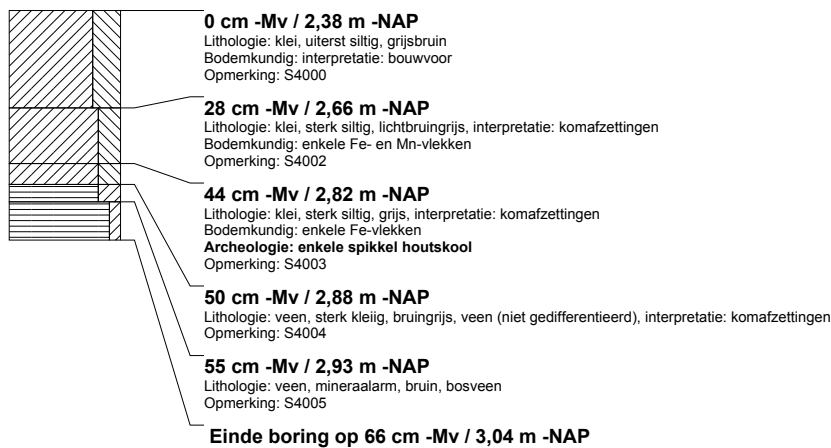 0 cm -Mv / 2,38 m -NAP
Lithologie: klei, uiterst siltig, grijsbruin
Bodemkundig: interpretatie: bouwvoor
Opmerking: S4000
28 cm -Mv / 2,66 m -NAP
Lithologie: klei, sterk siltig, lichtbruingrijs, interpretatie: komafzettingen
Bodemkundig: enkele Fe- en Mn-vlekken
Opmerking: S4002
44 cm -Mv / 2,82 m -NAP
Lithologie: klei, sterk siltig, grijs, interpretatie: komafzettingen
Bodemkundig: enkele Fe-vlekken
Archeologie: enkele spikkel houtskool
Opmerking: S4003
50 cm -Mv / 2,88 m -NAP
Lithologie: veen, sterk kleiig, bruingrijs, veen (niet gedifferentieerd), interpretatie: komafzettingen
Opmerking: S4004
55 cm -Mv / 2,93 m -NAP
Lithologie: veen, mineraalarm, bruin, bosveen
Opmerking: S4005
Einde boring op 66 cm -Mv / 3,04 m -NAP